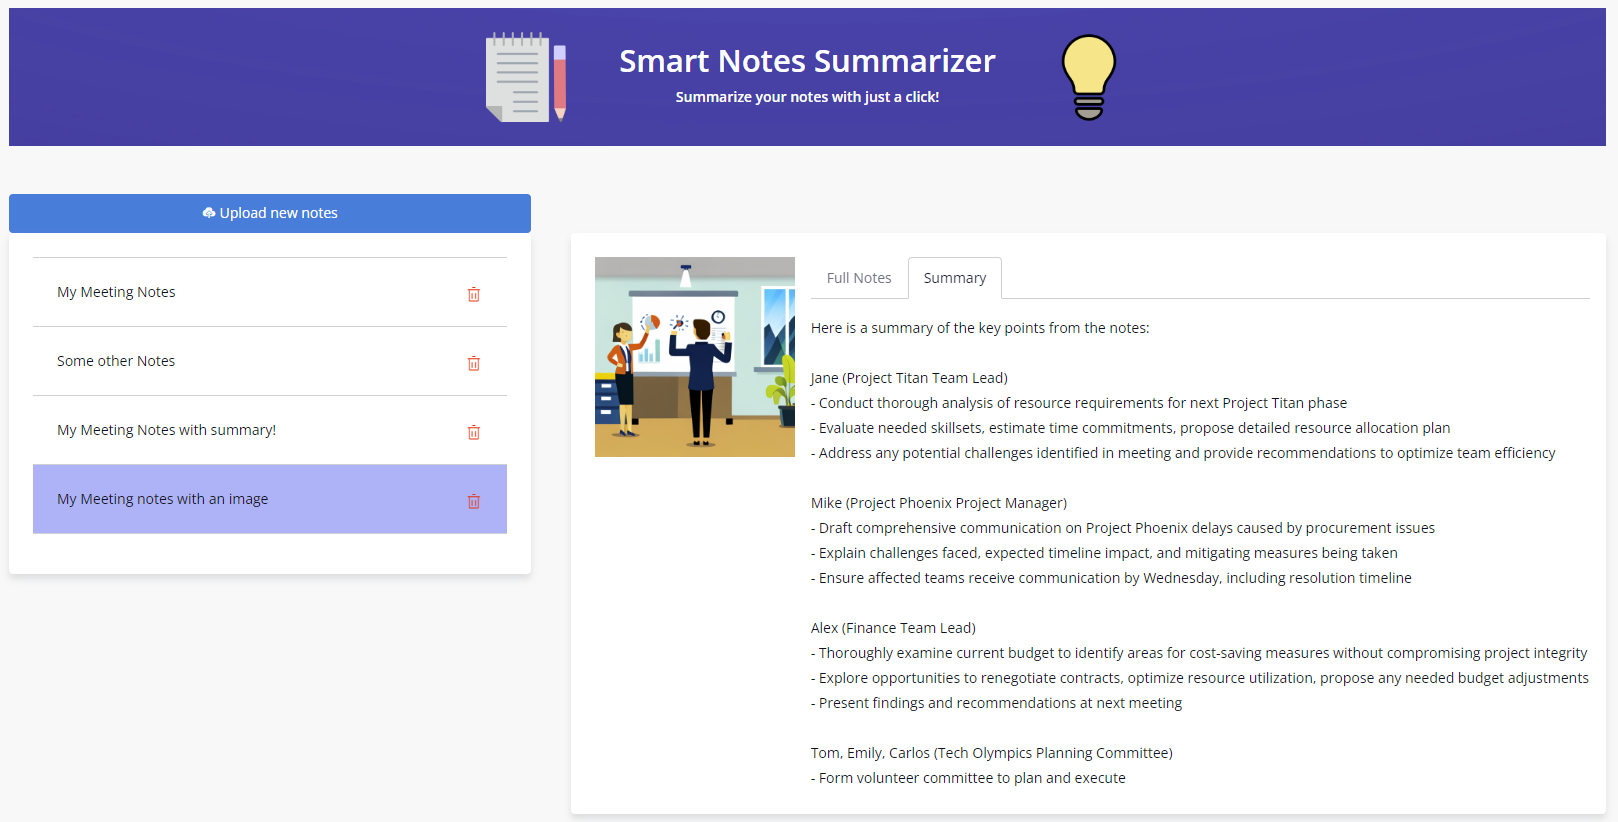 Smart Notes Summarizer
Summarize your notes with just a click!
Upload new notes
My Meeting Notes
Some other Notes
My Meeting Notes with summary!
My Meeting notes with an image
Full Notes
Summary
Here is a summary of the key points from the notes:
Jane (Project Titan Team Lead)
- Conduct thorough analysis of resource requirements for next Project Titan phase
- Evaluate needed skillsets, estimate time commitments, propose detailed resource allocation plan
- Address any potential challenges identified in meeting and provide recommendations to optimize team efficiency
Mike (Project Phoenix Project Manager)
- Draft comprehensive communication on Project Phoenix delays caused by procurement issues
- Explain challenges faced, expected timeline impact, and mitigating measures being taken
- Ensure affected teams receive communication by Wednesday, including resolution timeline
Alex (Finance Team Lead)
- Thoroughly examine current budget to identify areas for cost-saving measures without compromising project integrity
- Explore opportunities to renegotiate contracts, optimize resource utilization, propose any needed budget adjustments
- Present findings and recommendations at next meeting
Tom, Emily, Carlos (Tech Olympics Planning Committee)
- Form volunteer committee to plan and execute